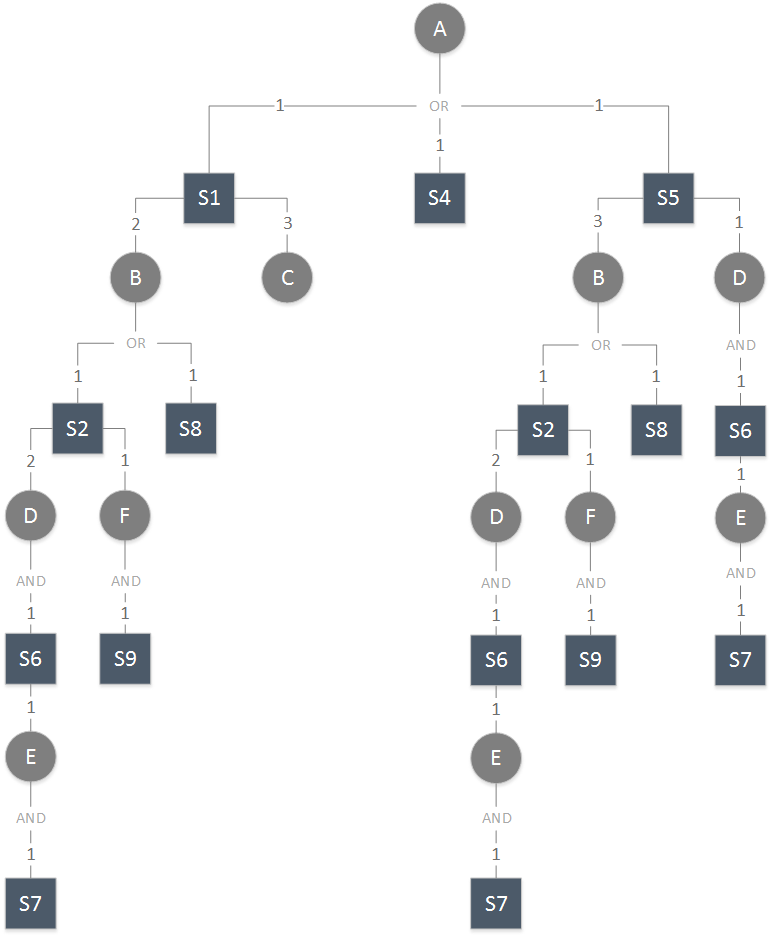 A
1 OR 1
1
S1 S4 S5
2 3 3 1
B C B D
OR OR AND
1 1 1 1 1
S2 S8 S2 S8 S6
2 1 2 1 1
D F D F E
AND AND AND AND AND
1 1 1 1 1
S6 S9 S6 S9 S7
1 1
E E
AND AND
1 1
S7 S7